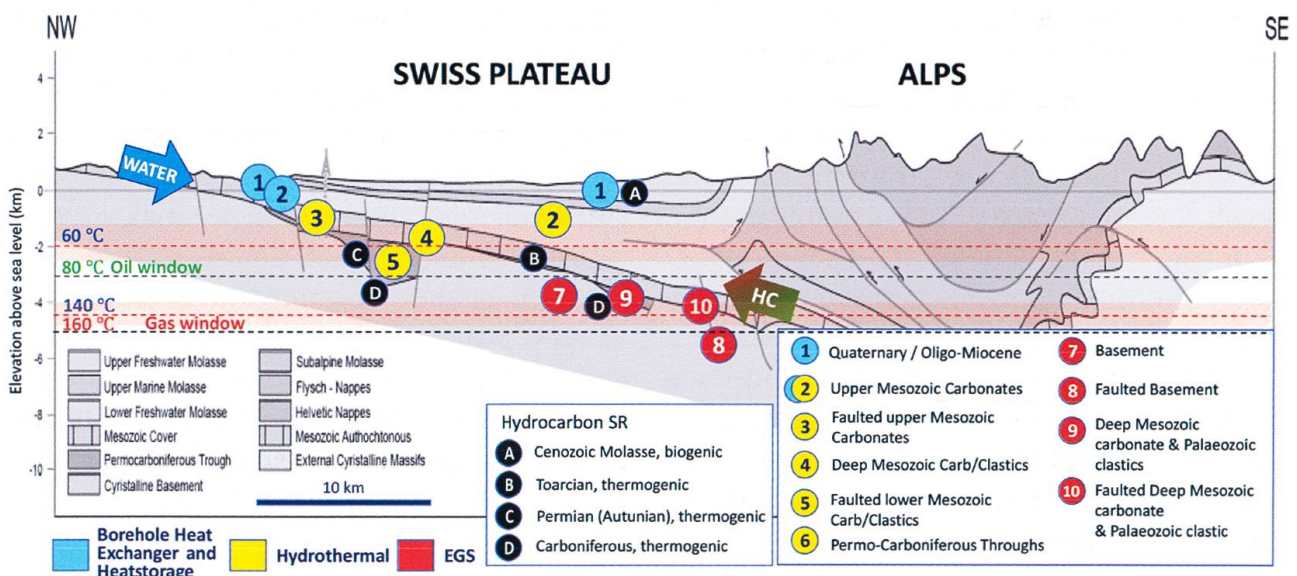 NW
SE
SWISS PLATEAU
ALPS
Elevation above sea level (km)
4
2
0
-2
-4
-6
-8
-10
WATER
HC
60 °C
80 °C Oil window
140 °C
160 °C Gas window
1
2
3
4
5
C
D
B
2
1
A
7
D
9
10
8
Upper Freshwater Molasse
Upper Marine Molasse
Lower Freshwater Molasse
Mesozoic Cover
Permocarboniferous Trough
Cyristalline Basement
Subalpine Molasse
Flysch - Nappes
Helvetic Nappes
Mesozoic Authochtonous
External Cyristalline Massifs
10 km
Hydrocarbon SR
A Cenozoic Molasse, biogenic
B Toarcian, thermogenic
C Permian (Autunian), thermogenic
D Carboniferous, thermogenic
1 Quaternary / Oligo-Miocene
2 Upper Mesozoic Carbonates
3 Faulted upper Mesozoic
Carbonates
4 Deep Mesozoic Carb/Clastics
5 Faulted lower Mesozoic
Carb/Clastics
6 Permo-Carboniferous Throughs
7 Basement
8 Faulted Basement
9 Deep Mesozoic
carbonate & Palaeozoic
clastics
10 Faulted Deep Mesozoic
carbonate
& Palaeozoic clastic
Borehole Heat
Exchanger and
Heatstorage
Hydrothermal
EGS